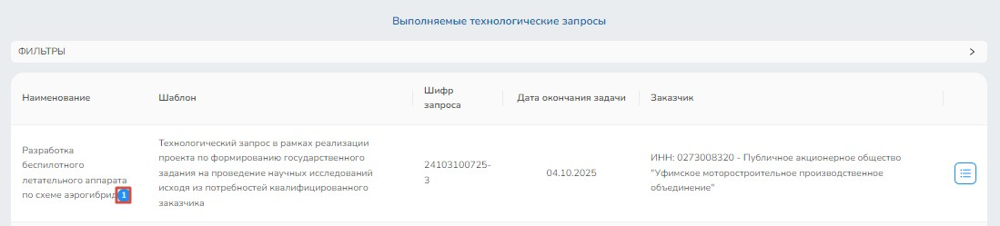 Выполняемые технологические запросы
ФИЛЬТРЫ
Наименование
Шаблон
Шифр
запроса
Дата окончания задачи
Заказчик
Разработка
беспилотного
летательного аппарата
по схеме аэрогибрид 1
Технологический запрос в рамках реализации
проекта по формированию государственного
задания на проведение научных исследований
исходя из потребностей квалифицированного
заказчика
24103100725-
3
04.10.2025
ИНН: 0273008320 - Публичное акционерное общество
"Уфимское моторостроительное производственное
объединение"